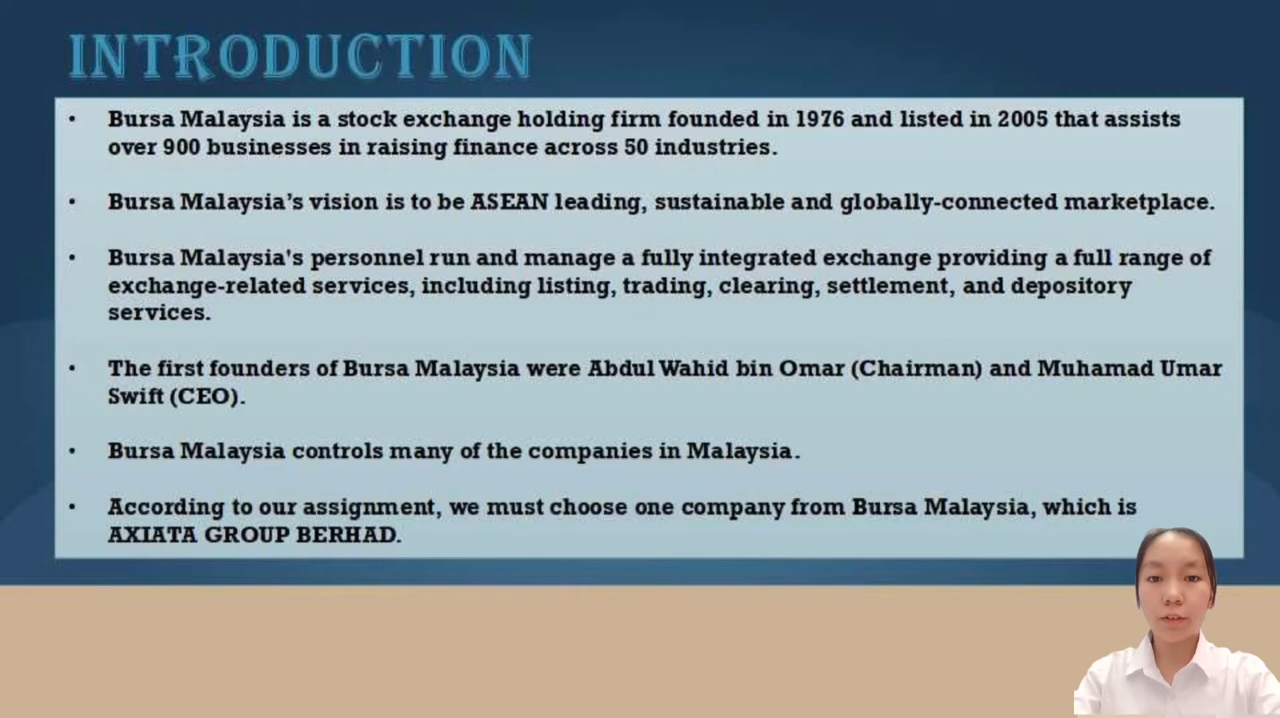 INTRODUCTION
• Bursa Malaysia is a stock exchange holding firm founded in 1976 and listed in 2005 that assists
over 900 businesses in raising finance across 50 industries.
• Bursa Malaysia’s vision is to be ASEAN leading, sustainable and globally-connected marketplace.
• Bursa Malaysia's personnel run and manage a fully integrated exchange providing a full range of
exchange-related services, including listing, trading, clearing, settlement, and depository
services.
• The first founders of Bursa Malaysia were Abdul Wahid bin Omar (Chairman) and Muhamad Umar
Swift (CEO).
• Bursa Malaysia controls many of the companies in Malaysia.
• According to our assignment, we must choose one company from Bursa Malaysia, which is
AXIATA GROUP BERHAD.